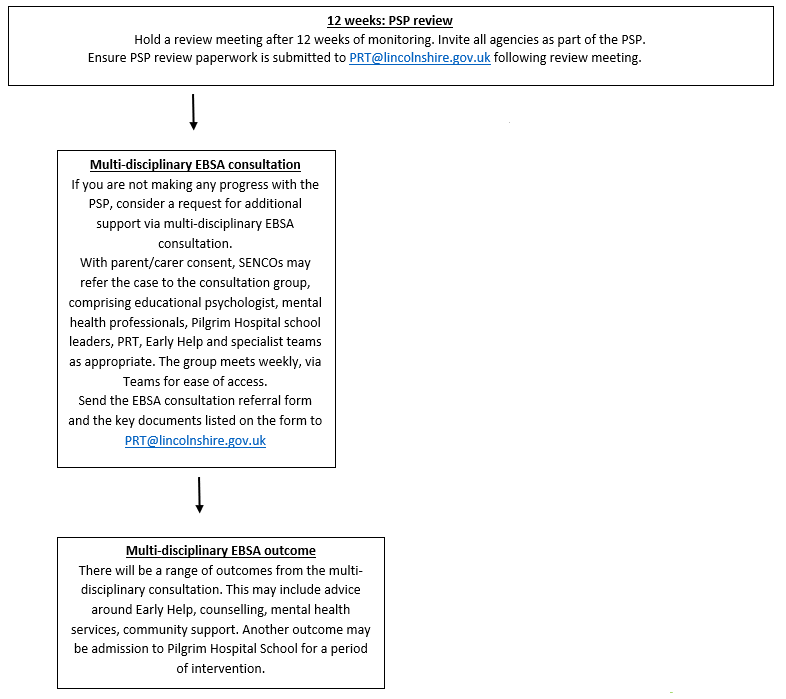 12 weeks: PSP review
Hold a review meeting after 12 weeks of monitoring. Invite all agencies as part of the PSP.
Ensure PSP review paperwork is submitted to PRT@lincolnshire.gov.uk following review meeting.
Multi-disciplinary EBSA consultation
If you are not making any progress with the
PSP, consider a request for additional
support via multi-disciplinary EBSA
consultation.
With parent/carer consent, SENCOs may
refer the case to the consultation group,
comprising educational psychologist, mental
health professionals, Pilgrim Hospital school
leaders, PRT, Early Help and specialist teams
as appropriate. The group meets weekly, via
Teams for ease of access.
Send the EBSA consultation referral form
and the key documents listed on the form to
PRT@lincolnshire.gov.uk
Multi-disciplinary EBSA outcome
There will be a range of outcomes from the multi-
disciplinary consultation. This may include advice
around Early Help, counselling, mental health
services, community support. Another outcome may
be admission to Pilgrim Hospital School for a period
of intervention.